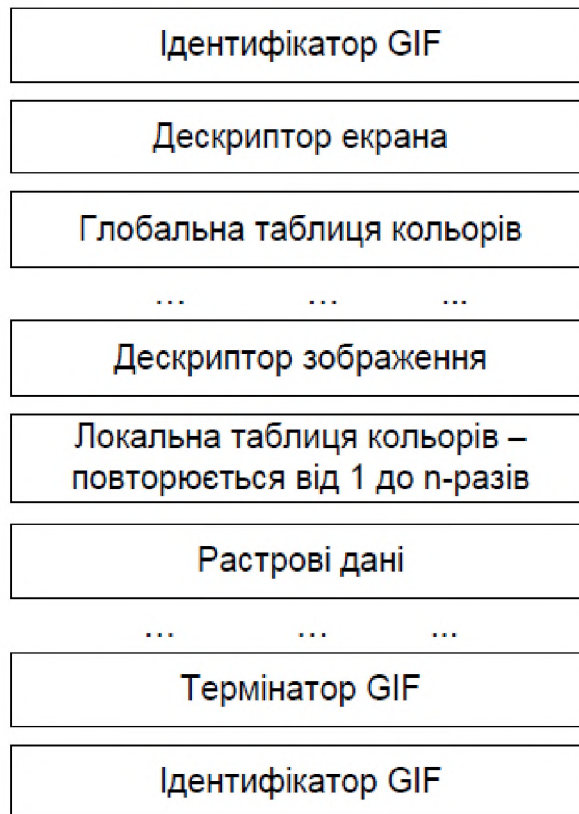 Ідентифікатор GIF
Дескриптор екрана
Глобальна таблиця кольорів
... ... ...
Дескриптор зображення
Локальна таблиця кольорів –
повторюється від 1 до n-разів
Растрові дані
... ... ...
Термінатор GIF
Ідентифікатор GIF